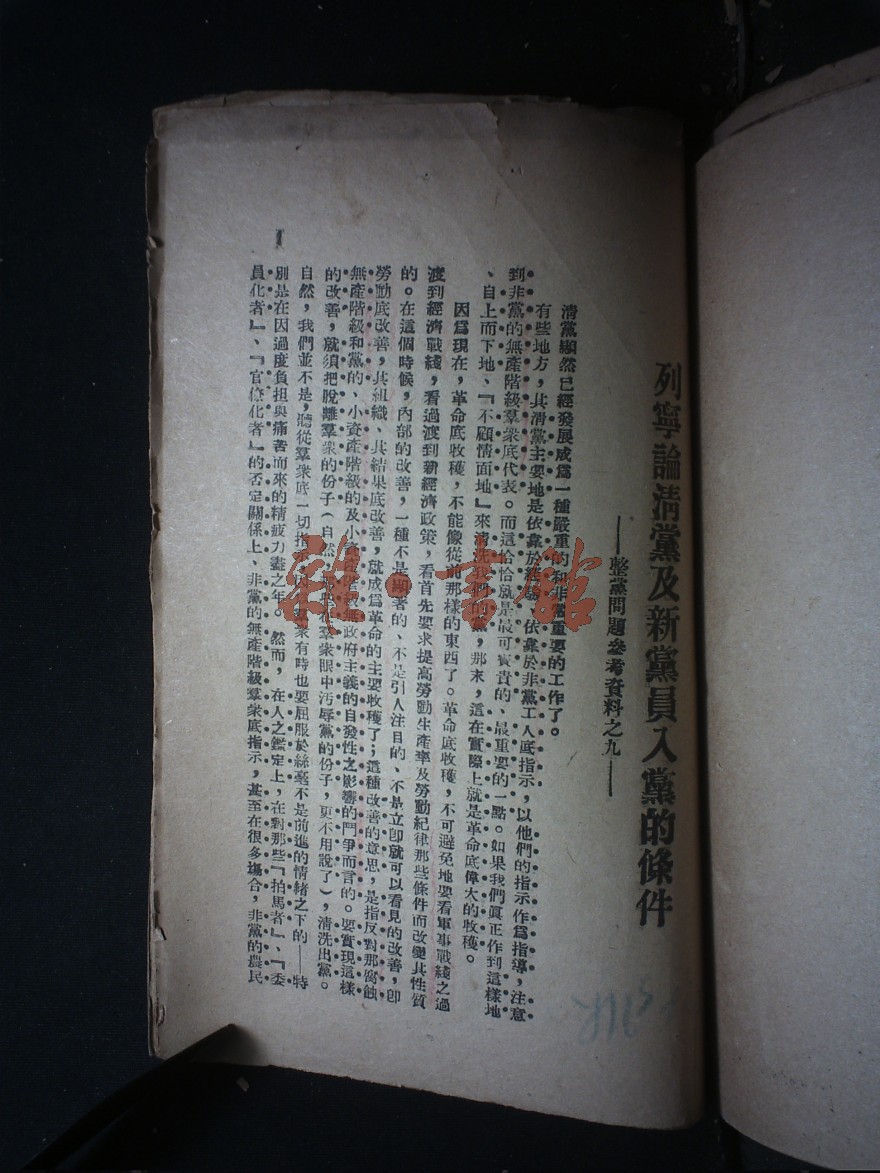 列寧論清黨及新黨員入黨的條件
——整黨問題參考資料之九——
清黨顯然已經發展成爲一種嚴重的和非常重要的工作了。
有些地方，其清黨主要地是依靠於經驗、依靠於非黨工人底指示，以他們的指示作爲指導，注意
到非黨的無產階級羣衆底代表。而這恰恰就是最可寶貴的、最重要的一點。如果我們眞正作到這樣地
、自上而下地、『不顧情面地』來清洗我們的黨，那末，這在實際上就是革命底偉大的收穫。
因爲現在，革命底收穫，不能像從前那樣的東西了。革命底收穫，不可避免地要看軍事戰綫之過
渡到經濟戰綫，看過渡到新經濟政策，看首先要求提高勞動生產率及勞動紀律那些條件而改變其性質
的。在這個時候，內部的改善，一種不是顯著的、不是引人注目的、不是立卽就可以看見的改善，卽
勞動底改善，其組織、其結果底改善，就成爲革命的主要收穫了；這種改善的意思，是指反對那腐蝕
無產階級和黨的、小資產階級的及小資產階級無政府主義的自發性之影響的鬥爭而言的。要實現這樣
的改善，就須把脫離羣衆的份子（自然，那些在羣衆眼中汚辱黨的份子，更不用說了），清洗出黨。
自然，我們並不是，聽從羣衆底一切指示，因爲羣衆有時也要屈服於絲毫不是前進的情緒之下的——特
別是在因過度負担與痛苦而來的精疲力盡之年。然而，在人之鑑定上，在對那些『拍馬者』、『委
員化者』、『官僚化者』的否定關係上、非黨的無產階級羣衆底指示，甚至在很多塲合，非黨的農民
1
雜·書館